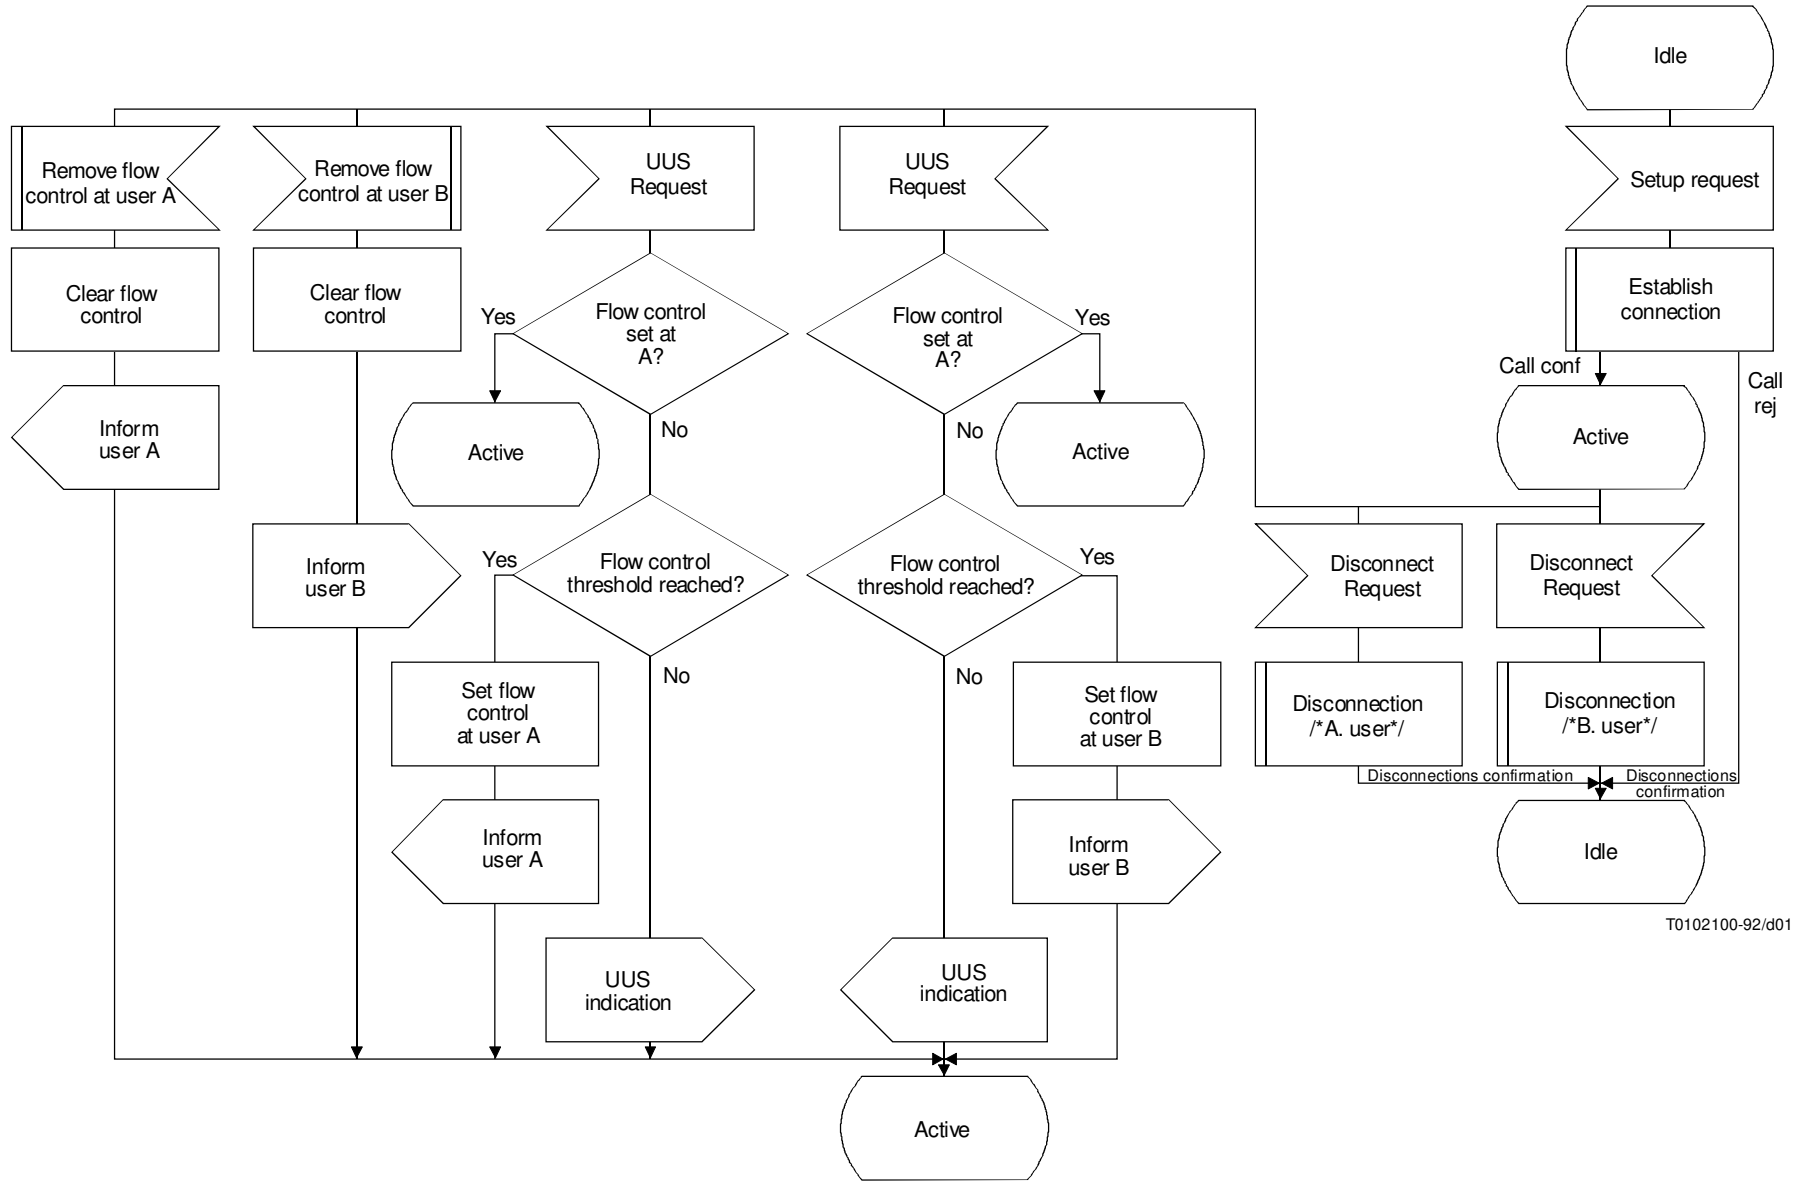 Idle
Remove flow
control at user A
Remove flow
control at user B
UUS
Request
UUS
Request
Setup request
Clear flow
control
Clear flow
control
Yes
Flow control
set at
A?
Flow control
set at
A?
Yes
Establish
connection
Call conf
Call
rej
Inform
user A
Active
No
No
Active
Active
Inform
user B
Yes
Flow control
threshold reached?
Flow control
threshold reached?
Yes
Disconnect
Request
Disconnect
Request
No
No
Set flow
control
at user A
Set flow
control
at user B
Disconnection
/*A. user*/
Disconnection
/*B. user*/
Disconnections confirmation
Disconnections
confirmation
Inform
user A
Inform
user B
Idle
T0102100-92/d01
UUS
indication
UUS
indication
Active